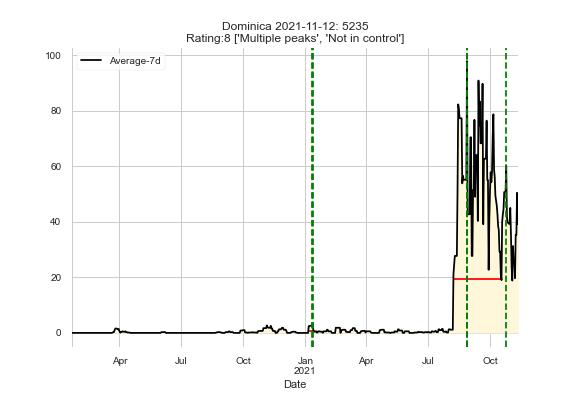 Dominica 2021-11-12: 5235
Rating:8 ['Multiple peaks', 'Not in control']
100
Average-7d
80
60
40
20
0
Apr
Jul
Oct
Jan
Apr
Jul
Oct
2021
Date